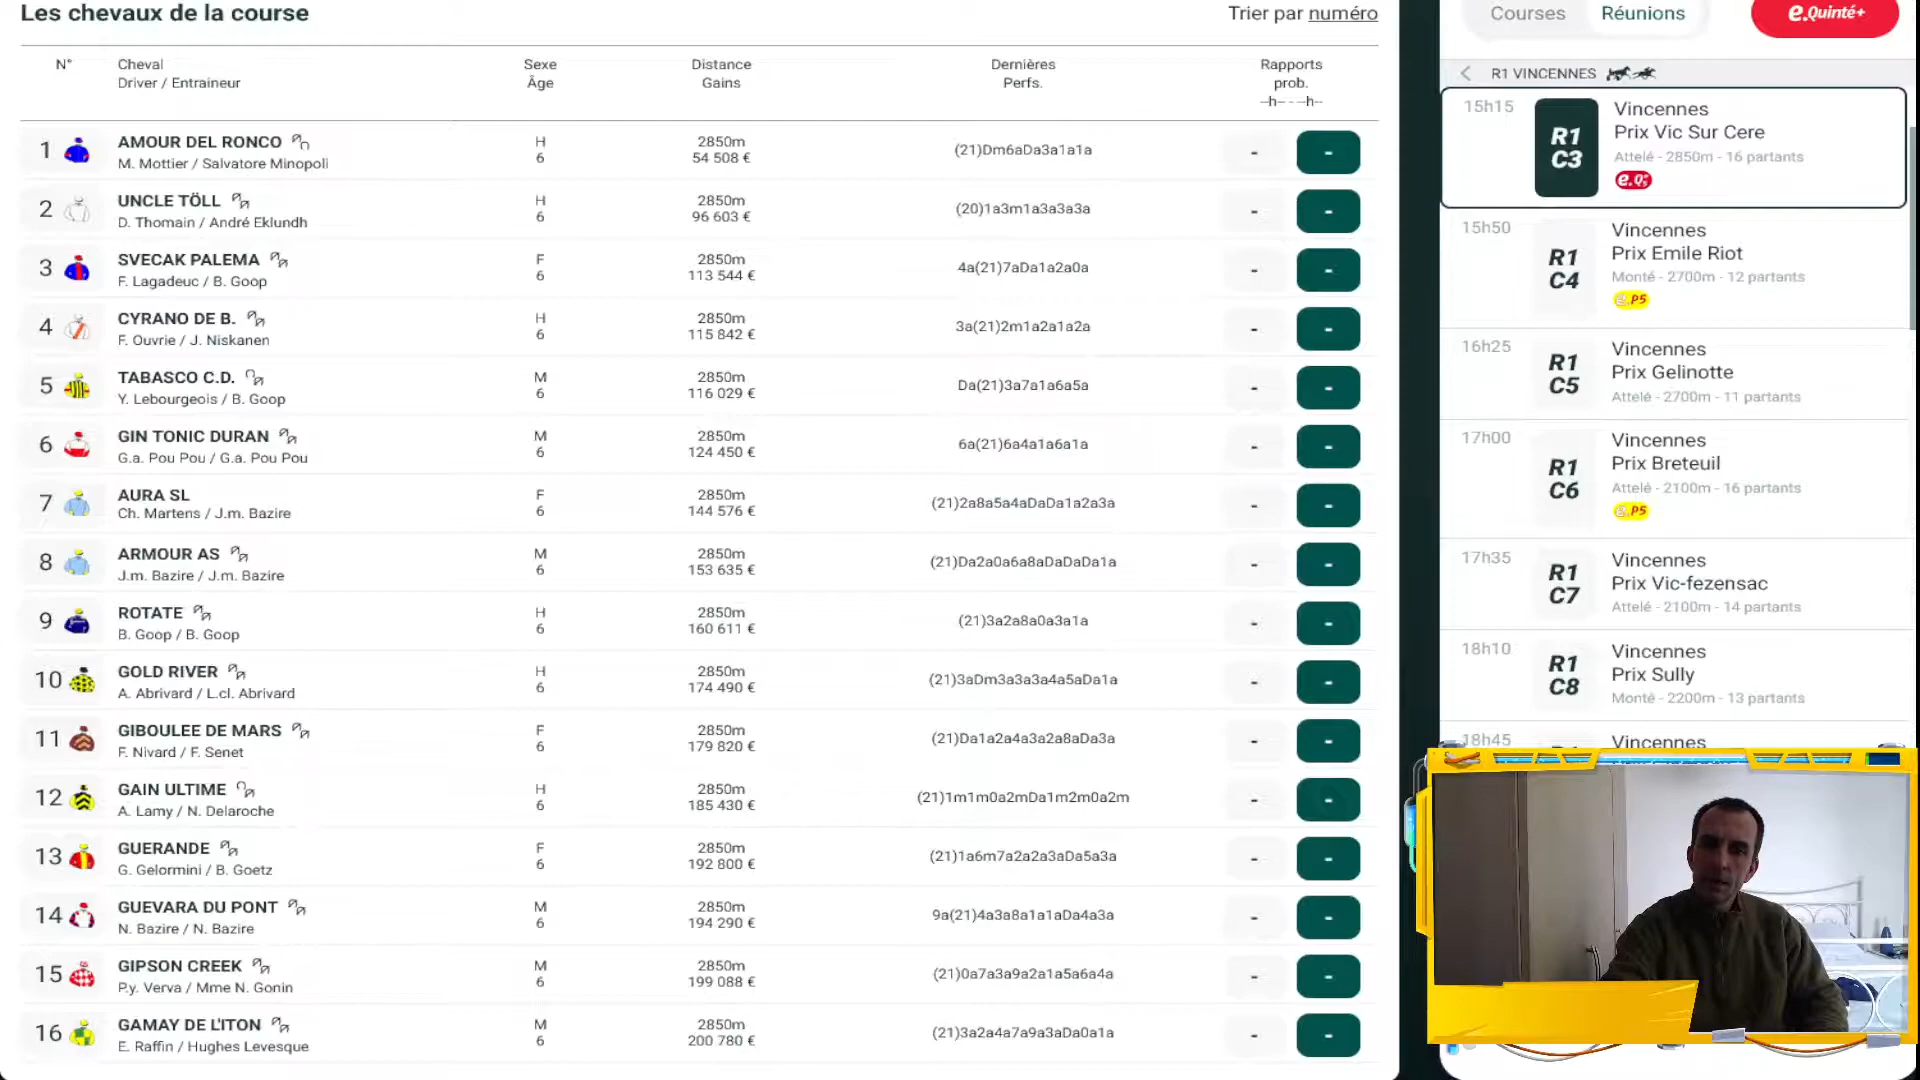 Les chevaux de la course
Trier par numéro
N° Cheval Sexe Distance Dernières Rapports
Driver / Entraineur Âge Gains Perfs. prob.
--h-- --h--
1 AMOUR DEL RONCO H 2850m (21)Dm6aDa3a1a1a - -
M. Mottier / Salvatore Minopoli 6 54 508 €
2 UNCLE TÖLL H 2850m (20)1a3m1a3a3a3a - -
D. Thomain / André Eklundh 6 96 603 €
3 SVECAK PALEMA F 2850m 4a(21)7aDa1a2a0a - -
F. Lagadeuc / B. Goop 6 113 544 €
4 CYRANO DE B. H 2850m 3a(21)2m1a2a1a2a - -
F. Ouvrie / J. Niskanen 6 115 842 €
5 TABASCO C.D. M 2850m Da(21)3a7a1a6a5a - -
Y. Lebourgeois / B. Goop 6 116 029 €
6 GIN TONIC DURAN M 2850m 6a(21)6a4a1a6a1a - -
G.a. Pou Pou / G.a. Pou Pou 6 124 450 €
7 AURA SL F 2850m (21)2a8a5a4aDaDa1a2a3a - -
Ch. Martens / J.m. Bazire 6 144 576 €
8 ARMOUR AS M 2850m (21)Da2a0a6a8aDaDaDa1a - -
J.m. Bazire / J.m. Bazire 6 153 635 €
9 ROTATE H 2850m (21)3a2a8a0a3a1a - -
B. Goop / B. Goop 6 160 611 €
10 GOLD RIVER H 2850m (21)3aDm3a3a3a4a5aDa1a - -
A. Abrivard / L.cl. Abrivard 6 174 490 €
11 GIBOULEE DE MARS F 2850m (21)Da1a2a4a3a2a8aDa3a - -
F. Nivard / F. Senet 6 179 820 €
12 GAIN ULTIME H 2850m (21)1m1m0a2mDa1m2m0a2m - -
A. Lamy / N. Delaroche 6 185 430 €
13 GUERANDE F 2850m (21)1a6m7a2a2a3aDa5a3a - -
G. Gelormini / B. Goetz 6 192 800 €
14 GUEVARA DU PONT M 2850m 9a(21)4a3a8a1a1aDa4a3a - -
N. Bazire / N. Bazire 6 194 290 €
15 GIPSON CREEK M 2850m (21)0a7a3a9a2a1a5a6a4a - -
P.y. Verva / Mme N. Gonin 6 199 088 €
16 GAMAY DE L'ITON M 2850m (21)3a2a4a7a9a3aDa0a1a - -
E. Raffin / Hughes Levesque 6 200 780 €
Courses Réunions e.Quinté+
R1 VINCENNES
15h15 R1 C3 Vincennes
Prix Vic Sur Cere
Attelé - 2850m - 16 partants
e.Q+5
15h50 R1 C4 Vincennes
Prix Emile Riot
Monté - 2700m - 12 partants
e.P5
16h25 R1 C5 Vincennes
Prix Gelinotte
Attelé - 2700m - 11 partants
17h00 R1 C6 Vincennes
Prix Breteuil
Attelé - 2100m - 16 partants
e.P5
17h35 R1 C7 Vincennes
Prix Vic-fezensac
Attelé - 2100m - 14 partants
18h10 R1 C8 Vincennes
Prix Sully
Monté - 2200m - 13 partants
18h45 Vincennes